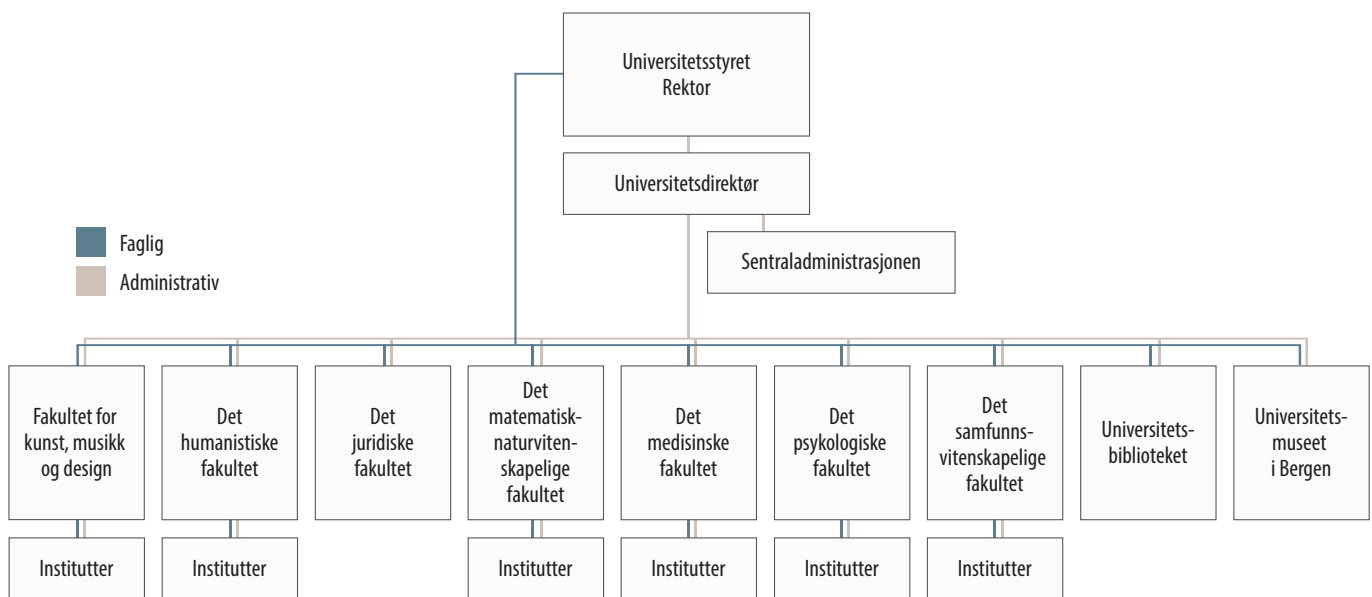 Universitetsstyret
Rektor
Universitetsdirektør
Faglig
Sentraladministrasjonen
Administrativ
Fakultet for
kunst, musikk
og design
Det
humanistiske
fakultet
Det
juridiske
fakultet
Det
matematisk-
naturviten-
skapelige
fakultet
Det
medisinske
fakultet
Det
psykologiske
fakultet
Det
samfunns-
vitenskapelige
fakultet
Universitets-
biblioteket
Universitets-
museet
i Bergen
Institutter
Institutter
Institutter
Institutter
Institutter
Institutter